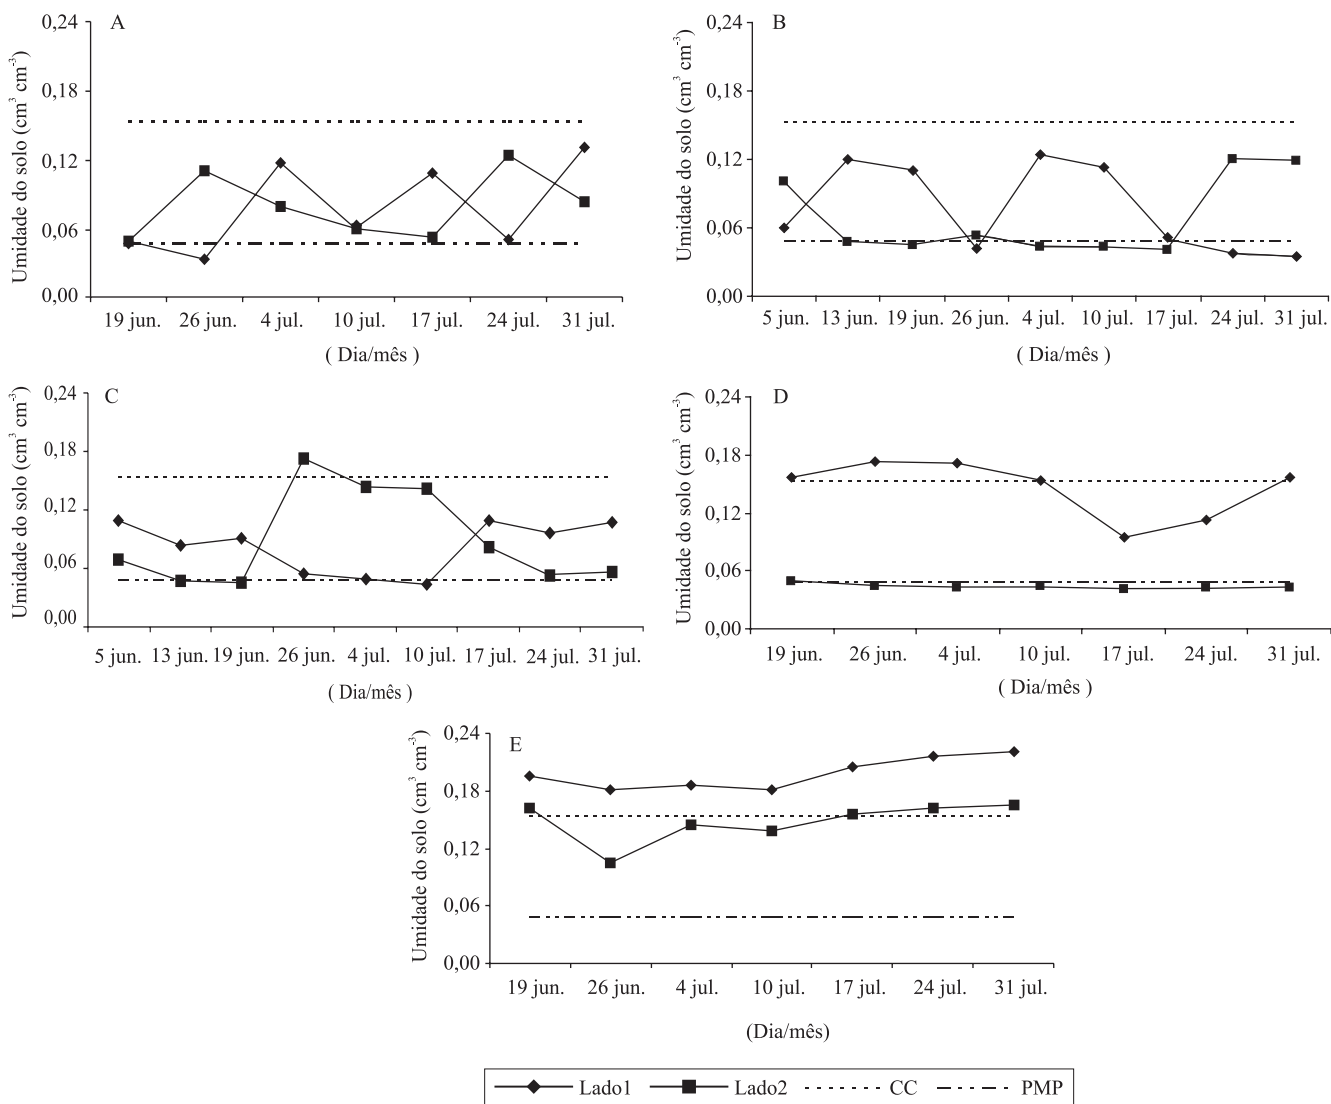 A
Umidade do solo (cm³ cm⁻³)
0,24
0,18
0,12
0,06
0,00
19 jun. 26 jun. 4 jul. 10 jul. 17 jul. 24 jul. 31 jul.
( Dia/mês )
B
Umidade do solo (cm³ cm⁻³)
0,24
0,18
0,12
0,06
0,00
5 jun. 13 jun. 19 jun. 26 jun. 4 jul. 10 jul. 17 jul. 24 jul. 31 jul.
( Dia/mês )
C
Umidade do solo (cm³ cm⁻³)
0,24
0,18
0,12
0,06
0,00
5 jun. 13 jun. 19 jun. 26 jun. 4 jul. 10 jul. 17 jul. 24 jul. 31 jul.
( Dia/mês )
D
Umidade do solo (cm³ cm⁻³)
0,24
0,18
0,12
0,06
0,00
19 jun. 26 jun. 4 jul. 10 jul. 17 jul. 24 jul. 31 jul.
( Dia/mês )
E
Umidade do solo (cm³ cm⁻³)
0,24
0,18
0,12
0,06
0,00
19 jun. 26 jun. 4 jul. 10 jul. 17 jul. 24 jul. 31 jul.
(Dia/mês)
Lado1 Lado2 CC PMP